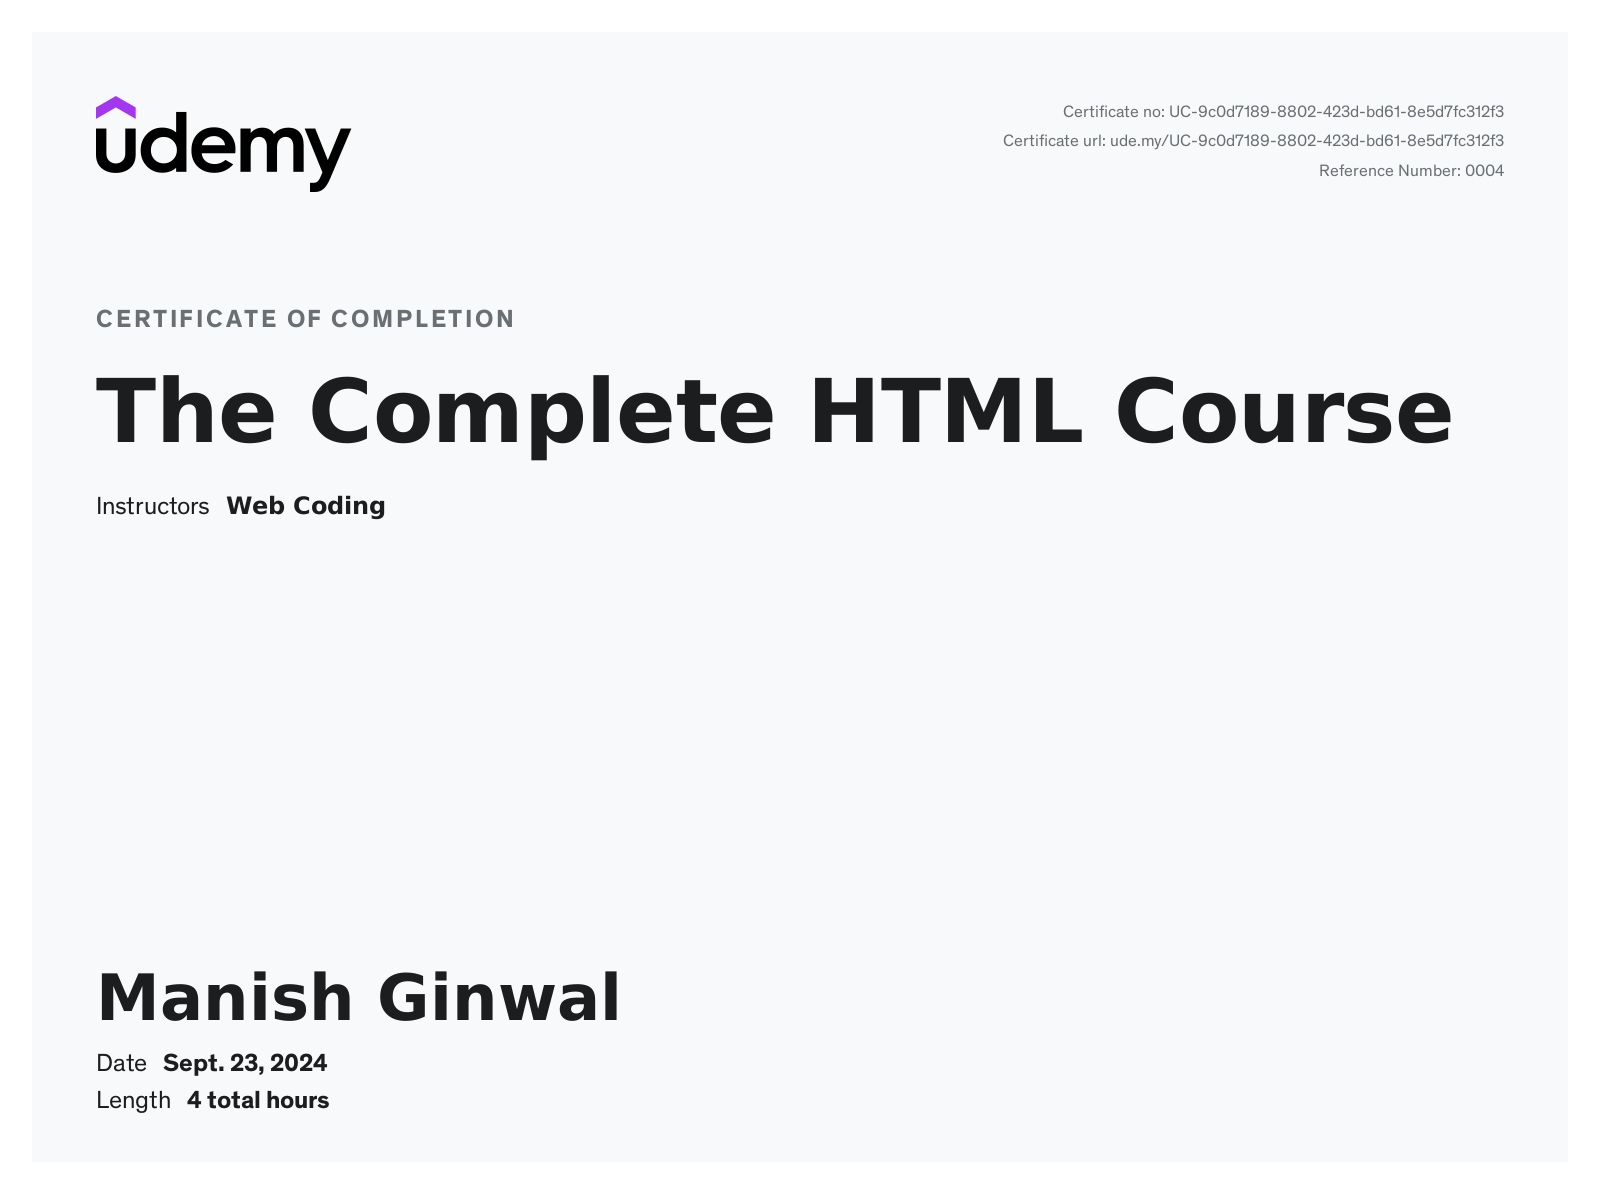 udemy
Certificate no: UC-9c0d7189-8802-423d-bd61-8e5d7fc312f3
Certificate url: ude.my/UC-9c0d7189-8802-423d-bd61-8e5d7fc312f3
Reference Number: 0004
CERTIFICATE OF COMPLETION
The Complete HTML Course
Instructors Web Coding
Manish Ginwal
Date Sept. 23, 2024
Length 4 total hours